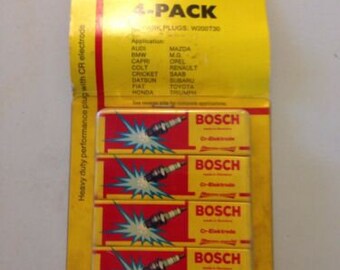 4-PACK
PLUGS. W200T30
Application:
AUDI MAZDA
BMW M.G
CAPRI OPEL
COLT RENAULT
CRICKET SAAB
DATSUN SUBARU
FIAT TOYOTA
HONDA TRIUMPH
Heavy duty performance plug with CR electrode
BOSCH
Cr-Elektrode
BOSCH
Cr-Elektrode
BOSCH
Cr-Elektrode
BOSCH